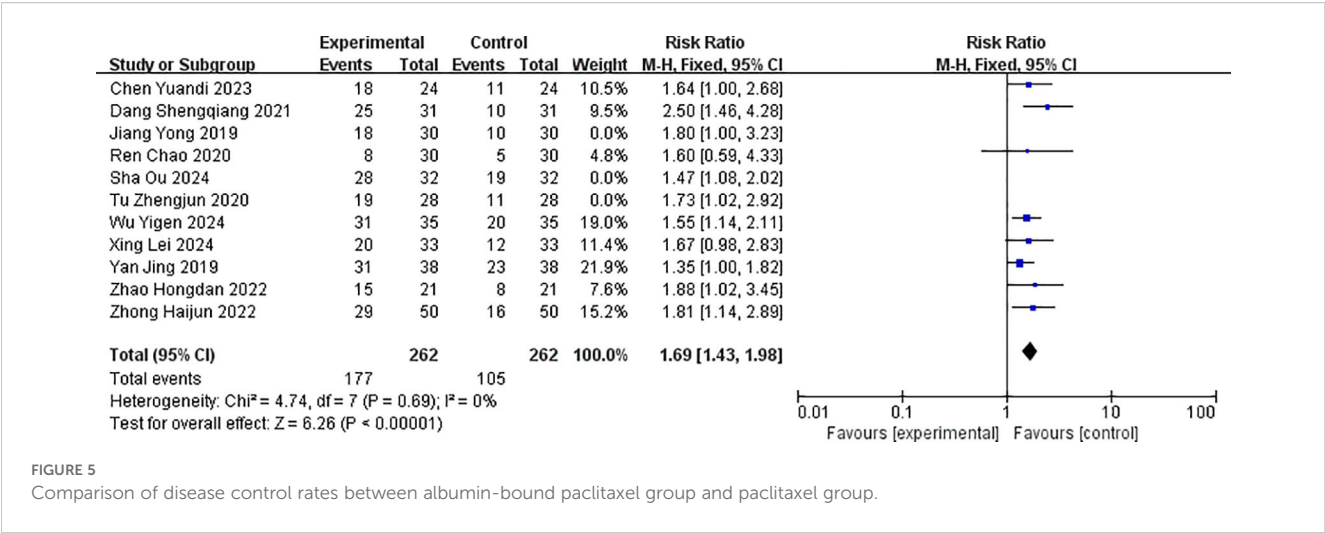 Experimental Control Risk Ratio Risk Ratio
Study or Subgroup Events Total Events Total Weight M-H, Fixed, 95% CI M-H, Fixed, 95% CI
Chen Yuandi 2023 18 24 11 24 10.5% 1.64 [1.00, 2.68]
Dang Shengqiang 2021 25 31 10 31 9.5% 2.50 [1.46, 4.28]
Jiang Yong 2019 18 30 10 30 0.0% 1.80 [1.00, 3.23]
Ren Chao 2020 8 30 5 30 4.8% 1.60 [0.59, 4.33]
Sha Ou 2024 28 32 19 32 0.0% 1.47 [1.08, 2.02]
Tu Zhengjun 2020 19 28 11 28 0.0% 1.73 [1.02, 2.92]
Wu Yigen 2024 31 35 20 35 19.0% 1.55 [1.14, 2.11]
Xing Lei 2024 20 33 12 33 11.4% 1.67 [0.98, 2.83]
Yan Jing 2019 31 38 23 38 21.9% 1.35 [1.00, 1.82]
Zhao Hongdan 2022 15 21 8 21 7.6% 1.88 [1.02, 3.45]
Zhong Haijun 2022 29 50 16 50 15.2% 1.81 [1.14, 2.89]
Total (95% CI) 262 262 100.0% 1.69 [1.43, 1.98]
Total events 177 105
Heterogeneity: Chi² = 4.74, df = 7 (P = 0.69); I² = 0%
Test for overall effect: Z = 6.26 (P < 0.00001)
0.01 0.1 1 10 100
Favours [experimental] Favours [control]
FIGURE 5
Comparison of disease control rates between albumin-bound paclitaxel group and paclitaxel group.